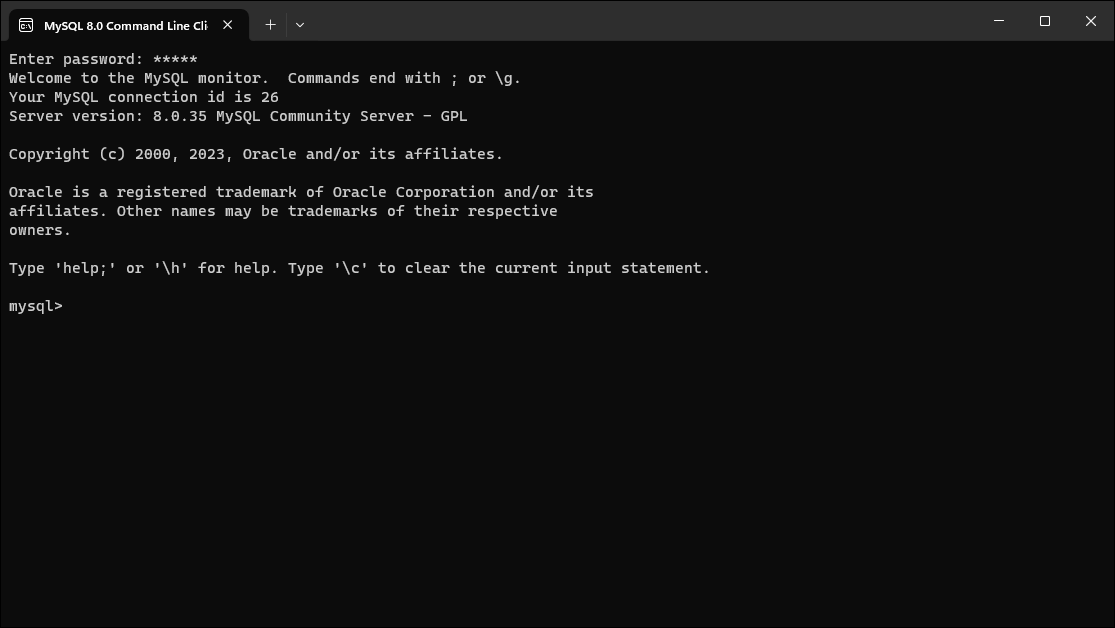 MySQL 8.0 Command Line Cli
Enter password: *****
Welcome to the MySQL monitor.  Commands end with ; or \g.
Your MySQL connection id is 26
Server version: 8.0.35 MySQL Community Server - GPL
Copyright (c) 2000, 2023, Oracle and/or its affiliates.
Oracle is a registered trademark of Oracle Corporation and/or its
affiliates. Other names may be trademarks of their respective
owners.
Type 'help;' or '\h' for help. Type '\c' to clear the current input statement.
mysql>